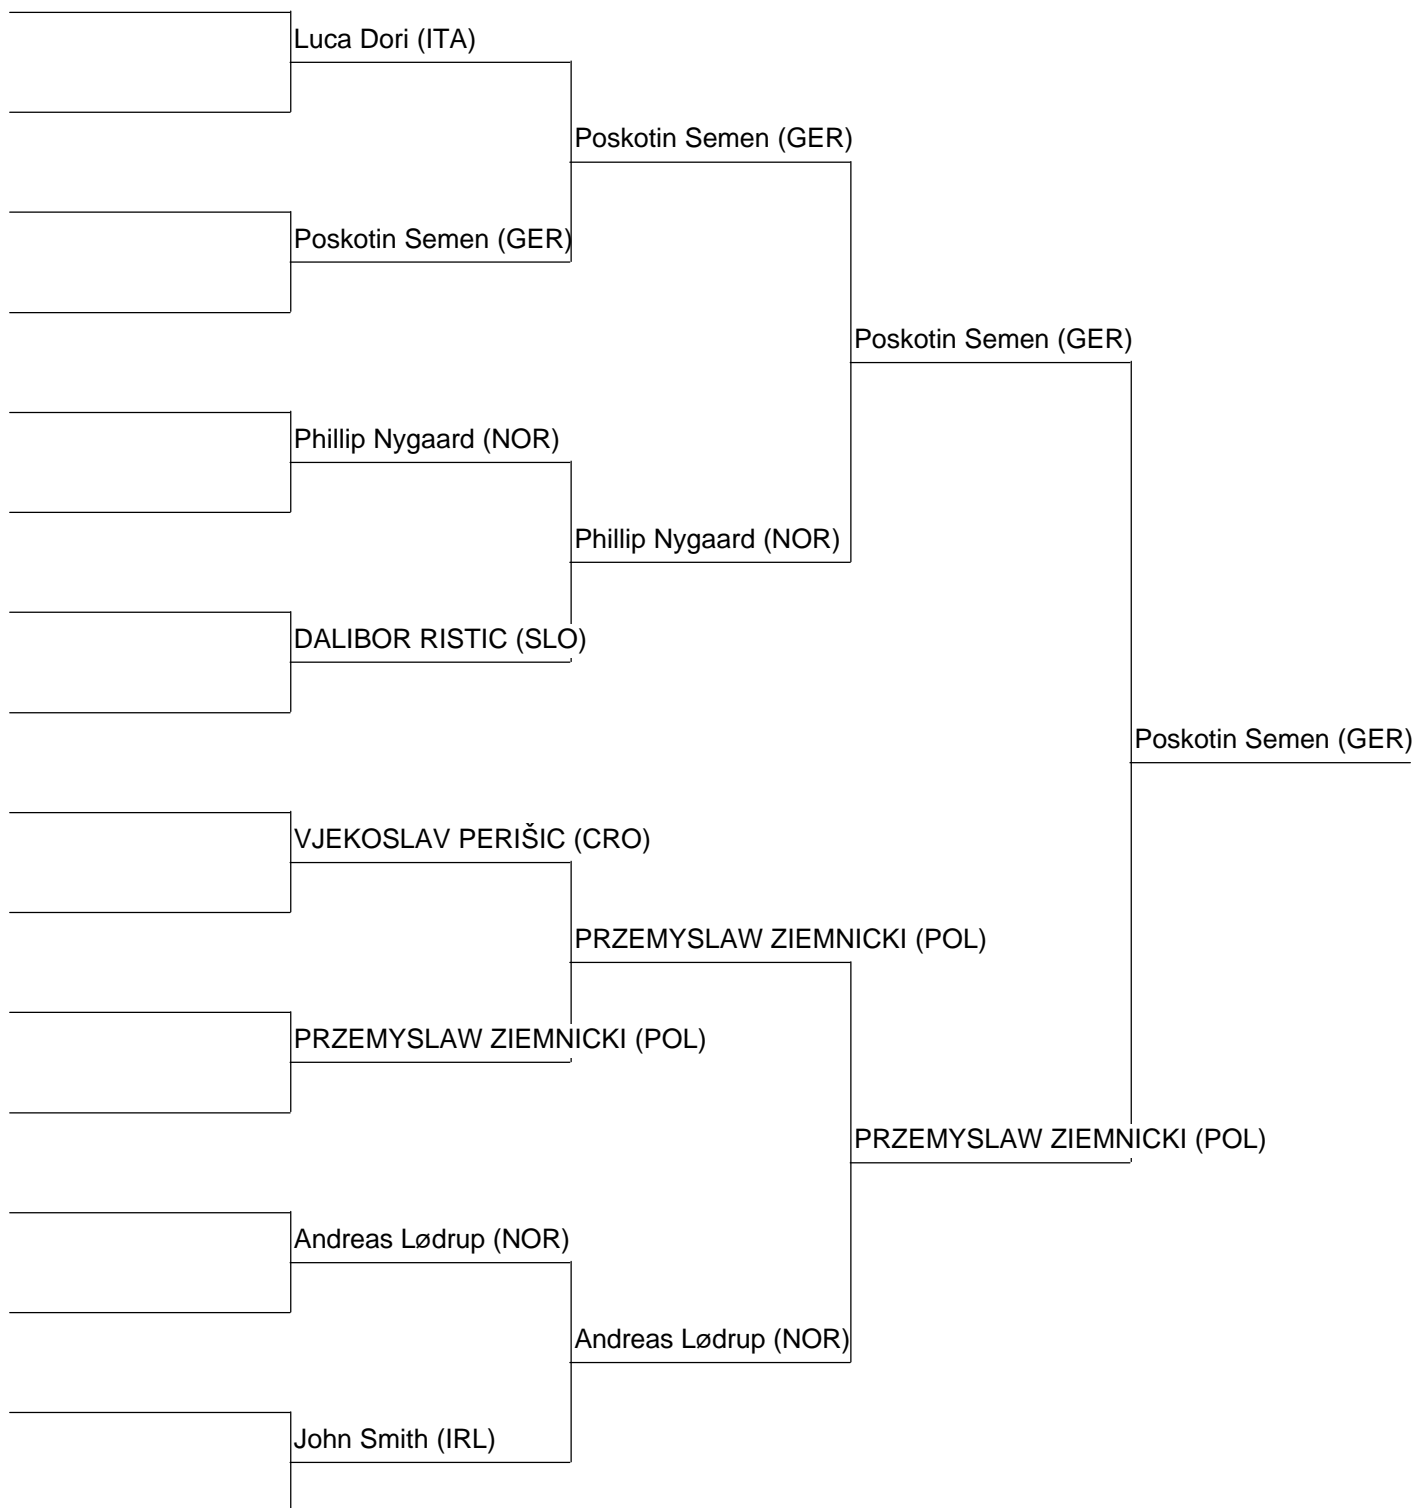 Luca Dori (ITA)
Poskotin Semen (GER)
Poskotin Semen (GER)
Poskotin Semen (GER)
Phillip Nygaard (NOR)
Phillip Nygaard (NOR)
DALIBOR RISTIC (SLO)
Poskotin Semen (GER)
VJEKOSLAV PERIŠIC (CRO)
PRZEMYSLAW ZIEMNICKI (POL)
PRZEMYSLAW ZIEMNICKI (POL)
PRZEMYSLAW ZIEMNICKI (POL)
Andreas Lødrup (NOR)
Andreas Lødrup (NOR)
John Smith (IRL)